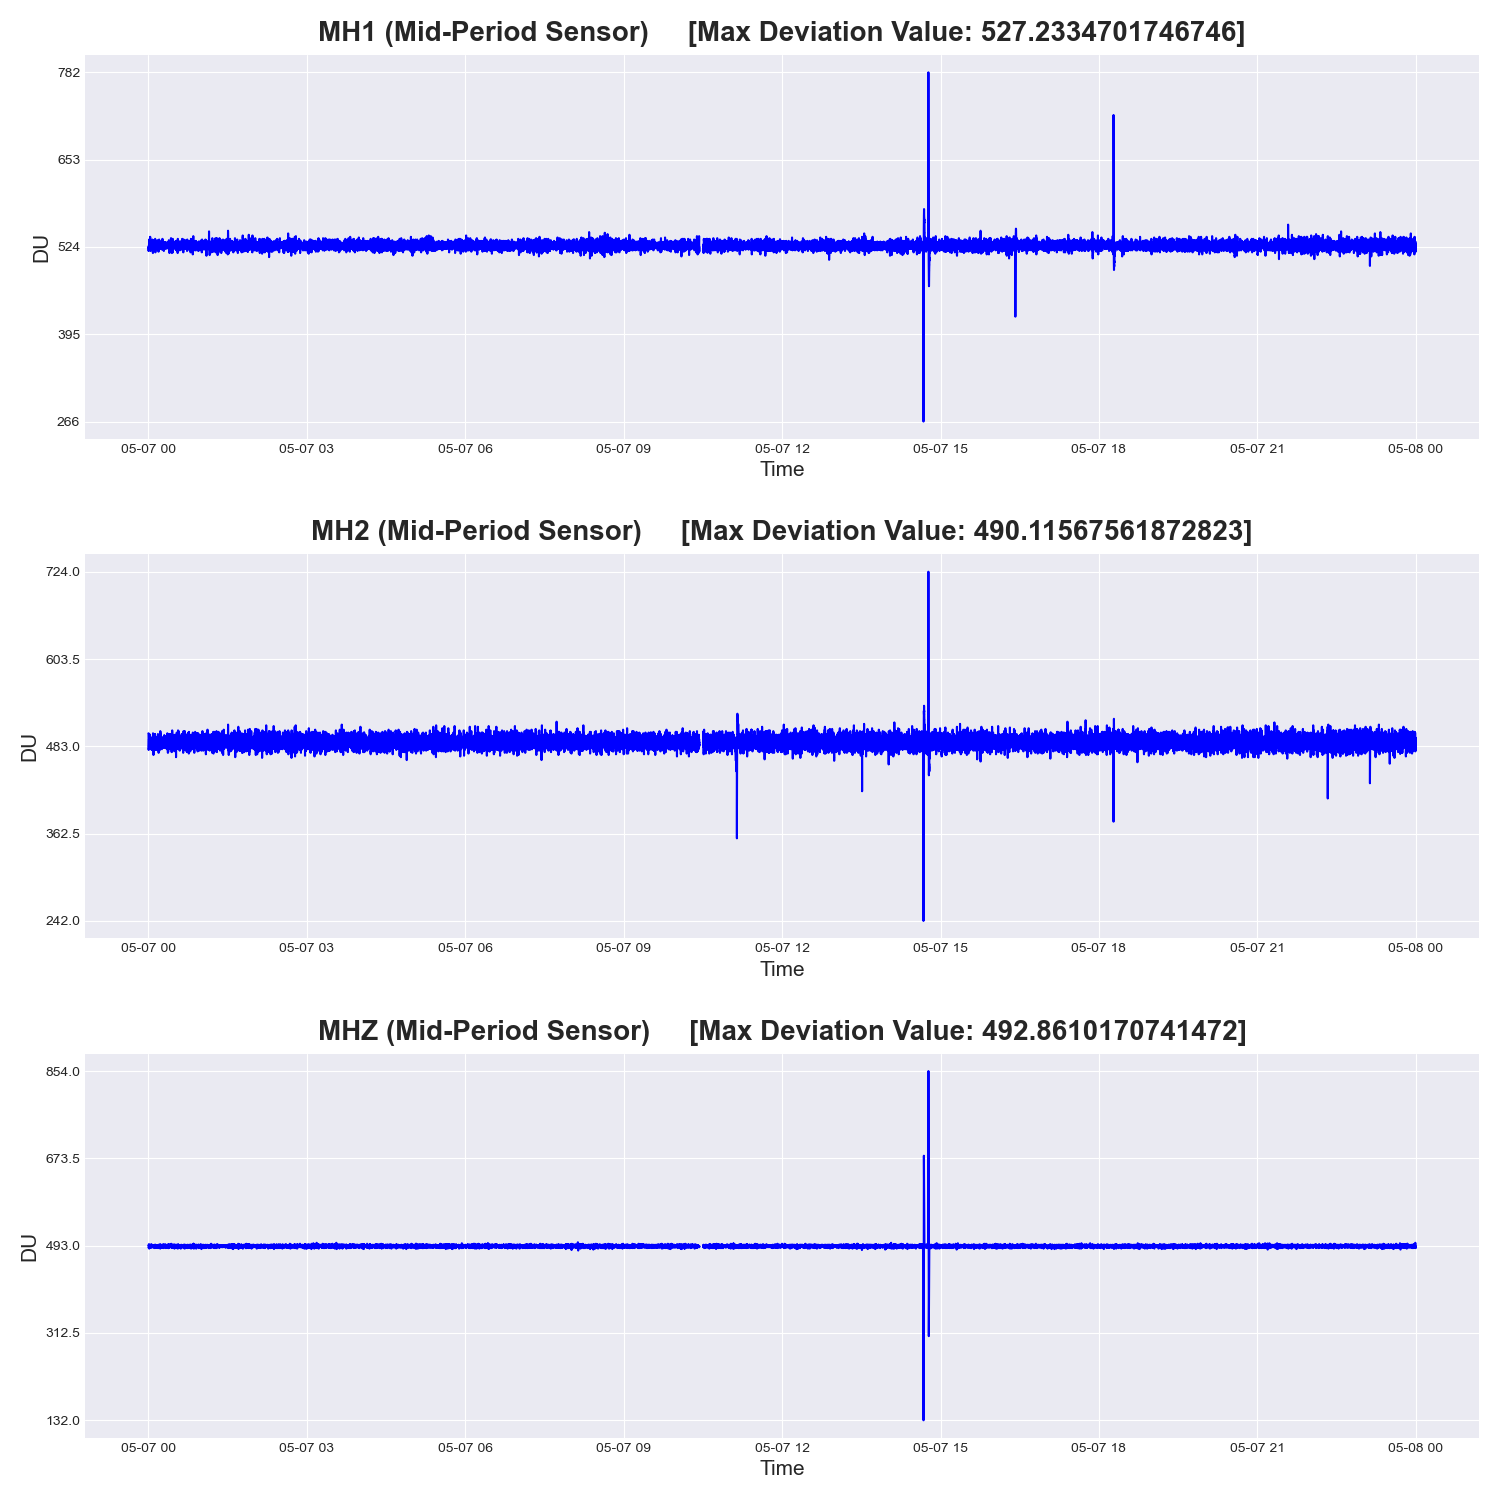 MH1 (Mid-Period Sensor) [Max Deviation Value: 527.2334701746746]
782
653
524
395
266
DU
05-07 00 05-07 03 05-07 06 05-07 09 05-07 12 05-07 15 05-07 18 05-07 21 05-08 00
Time
MH2 (Mid-Period Sensor) [Max Deviation Value: 490.11567561872823]
724.0
603.5
483.0
362.5
242.0
DU
05-07 00 05-07 03 05-07 06 05-07 09 05-07 12 05-07 15 05-07 18 05-07 21 05-08 00
Time
MHZ (Mid-Period Sensor) [Max Deviation Value: 492.8610170741472]
854.0
673.5
493.0
312.5
132.0
DU
05-07 00 05-07 03 05-07 06 05-07 09 05-07 12 05-07 15 05-07 18 05-07 21 05-08 00
Time